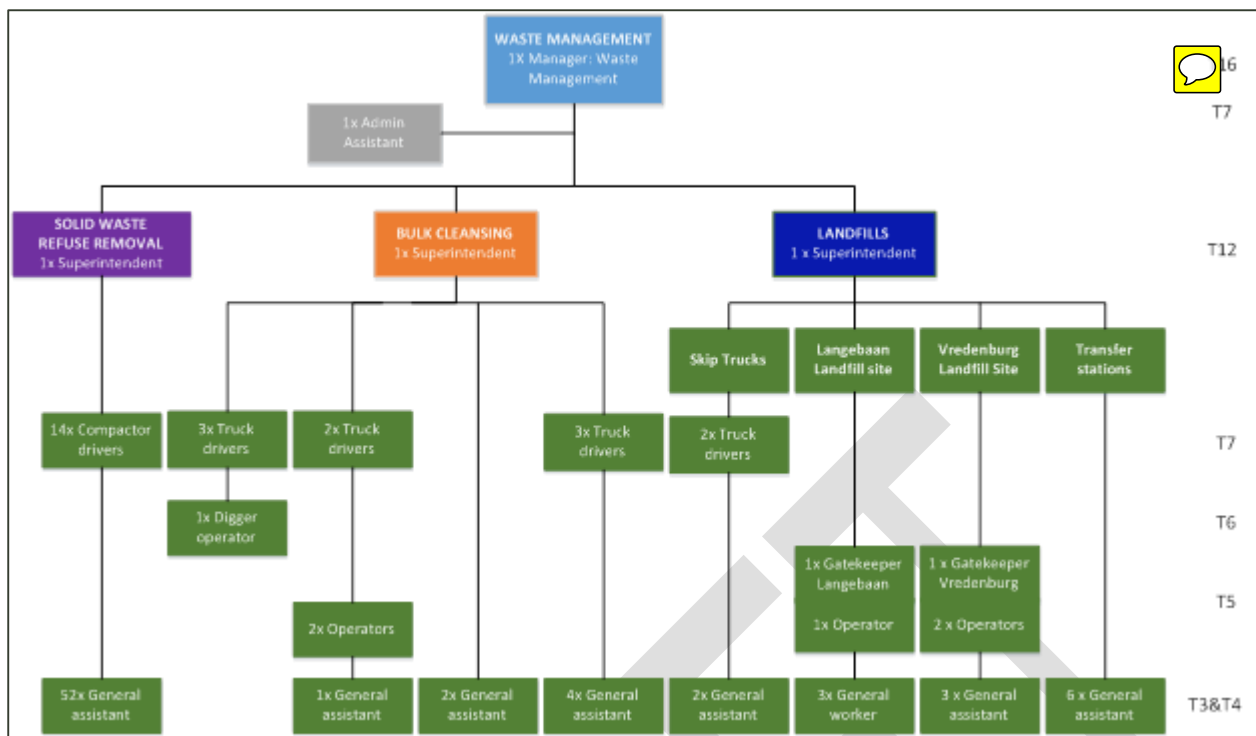 WASTE MANAGEMENT
1X Manager: Waste
Management
16
1x Admin
Assistant
T7
SOLID WASTE
REFUSE REMOVAL
1x Superintendent
BULK CLEANSING
1x Superintendent
LANDFILLS
1 x Superintendent
T12
Skip Trucks
Langebaan
Landfill site
Vredenburg
Landfill Site
Transfer
stations
14x Compactor
drivers
3x Truck
drivers
2x Truck
drivers
3x Truck
drivers
2x Truck
drivers
T7
1x Digger
operator
T6
1x Gatekeeper
Langebaan
1x Operator
1 x Gatekeeper
Vredenburg
2 x Operators
T5
2x Operators
52x General
assistant
1x General
assistant
2x General
assistant
4x General
assistant
2x General
assistant
3x General
worker
3 x General
assistant
6 x General
assistant
T3&T4